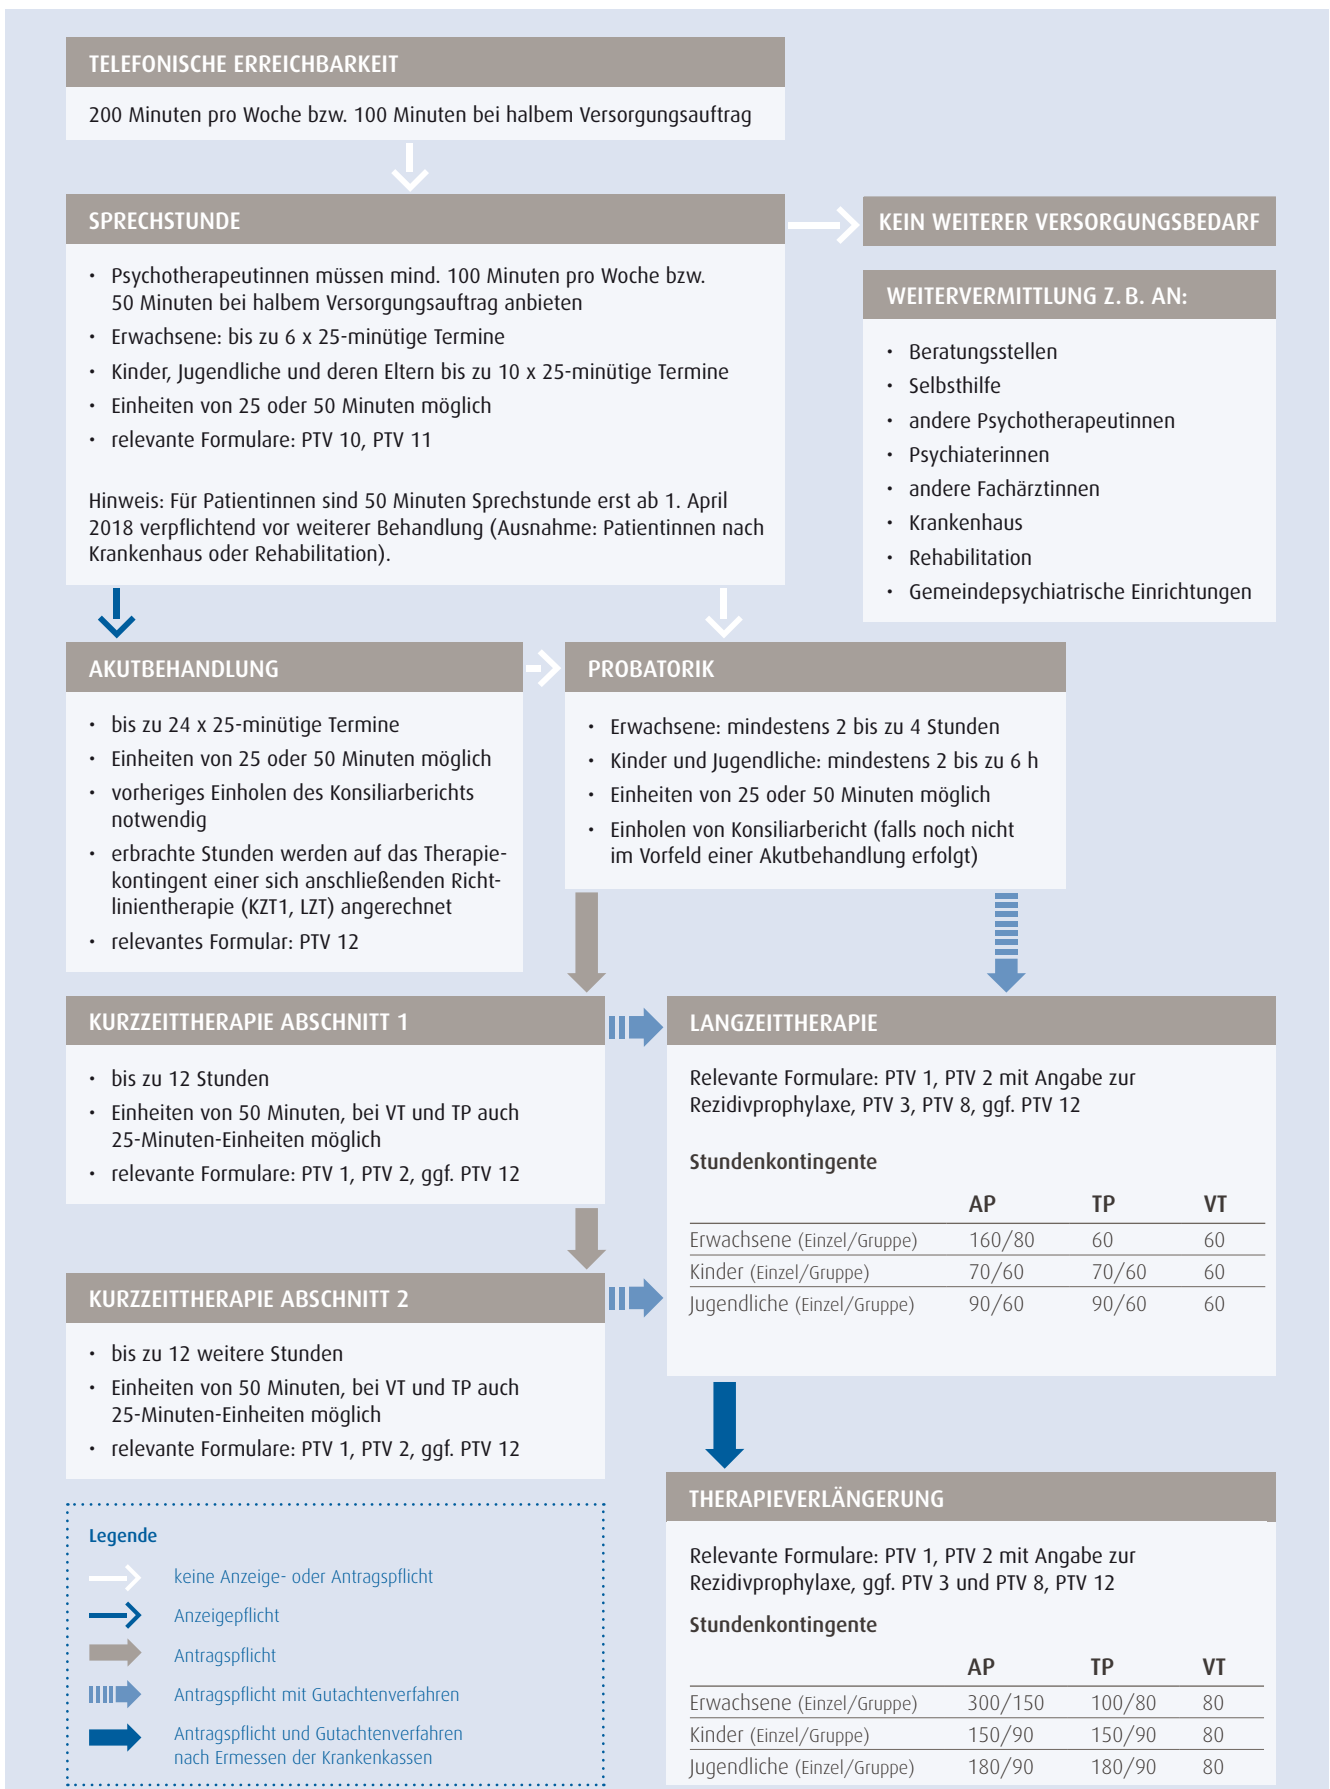 TELEFONISCHE ERREICHBARKEIT
200 Minuten pro Woche bzw. 100 Minuten bei halbem Versorgungsauftrag
SPRECHSTUNDE
• Psychotherapeutinnen müssen mind. 100 Minuten pro Woche bzw.
50 Minuten bei halbem Versorgungsauftrag anbieten
• Erwachsene: bis zu 6 x 25-minütige Termine
• Kinder, Jugendliche und deren Eltern bis zu 10 x 25-minütige Termine
• Einheiten von 25 oder 50 Minuten möglich
• relevante Formulare: PTV 10, PTV 11
Hinweis: Für Patientinnen sind 50 Minuten Sprechstunde erst ab 1. April
2018 verpflichtend vor weiterer Behandlung (Ausnahme: Patientinnen nach
Krankenhaus oder Rehabilitation).
KEIN WEITERER VERSORGUNGSBEDARF
WEITERVERMITTLUNG Z. B. AN:
• Beratungsstellen
• Selbsthilfe
• andere Psychotherapeutinnen
• Psychiaterinnen
• andere Fachärztinnen
• Krankenhaus
• Rehabilitation
• Gemeindepsychiatrische Einrichtungen
AKUTBEHANDLUNG
• bis zu 24 x 25-minütige Termine
• Einheiten von 25 oder 50 Minuten möglich
• vorheriges Einholen des Konsiliarberichts
notwendig
• erbrachte Stunden werden auf das Therapie-
kontingent einer sich anschließenden Richt-
linientherapie (KZT1, LZT) angerechnet
• relevantes Formular: PTV 12
PROBATORIK
• Erwachsene: mindestens 2 bis zu 4 Stunden
• Kinder und Jugendliche: mindestens 2 bis zu 6 h
• Einheiten von 25 oder 50 Minuten möglich
• Einholen von Konsiliarbericht (falls noch nicht
im Vorfeld einer Akutbehandlung erfolgt)
KURZZEITTHERAPIE ABSCHNITT 1
• bis zu 12 Stunden
• Einheiten von 50 Minuten, bei VT und TP auch
25-Minuten-Einheiten möglich
• relevante Formulare: PTV 1, PTV 2, ggf. PTV 12
KURZZEITTHERAPIE ABSCHNITT 2
• bis zu 12 weitere Stunden
• Einheiten von 50 Minuten, bei VT und TP auch
25-Minuten-Einheiten möglich
• relevante Formulare: PTV 1, PTV 2, ggf. PTV 12
LANGZEITTHERAPIE
Relevante Formulare: PTV 1, PTV 2 mit Angabe zur
Rezidivprophylaxe, PTV 3, PTV 8, ggf. PTV 12
Stundenkontingente
AP TP VT
Erwachsene (Einzel/Gruppe) 160/80 60 60
Kinder (Einzel/Gruppe) 70/60 70/60 60
Jugendliche (Einzel/Gruppe) 90/60 90/60 60
THERAPIEVERLÄNGERUNG
Relevante Formulare: PTV 1, PTV 2 mit Angabe zur
Rezidivprophylaxe, ggf. PTV 3 und PTV 8, PTV 12
Stundenkontingente
AP TP VT
Erwachsene (Einzel/Gruppe) 300/150 100/80 80
Kinder (Einzel/Gruppe) 150/90 150/90 80
Jugendliche (Einzel/Gruppe) 180/90 180/90 80
Legende
keine Anzeige- oder Antragspflicht
Anzeigepflicht
Antragspflicht
Antragspflicht mit Gutachtenverfahren
Antragspflicht und Gutachtenverfahren
nach Ermessen der Krankenkassen